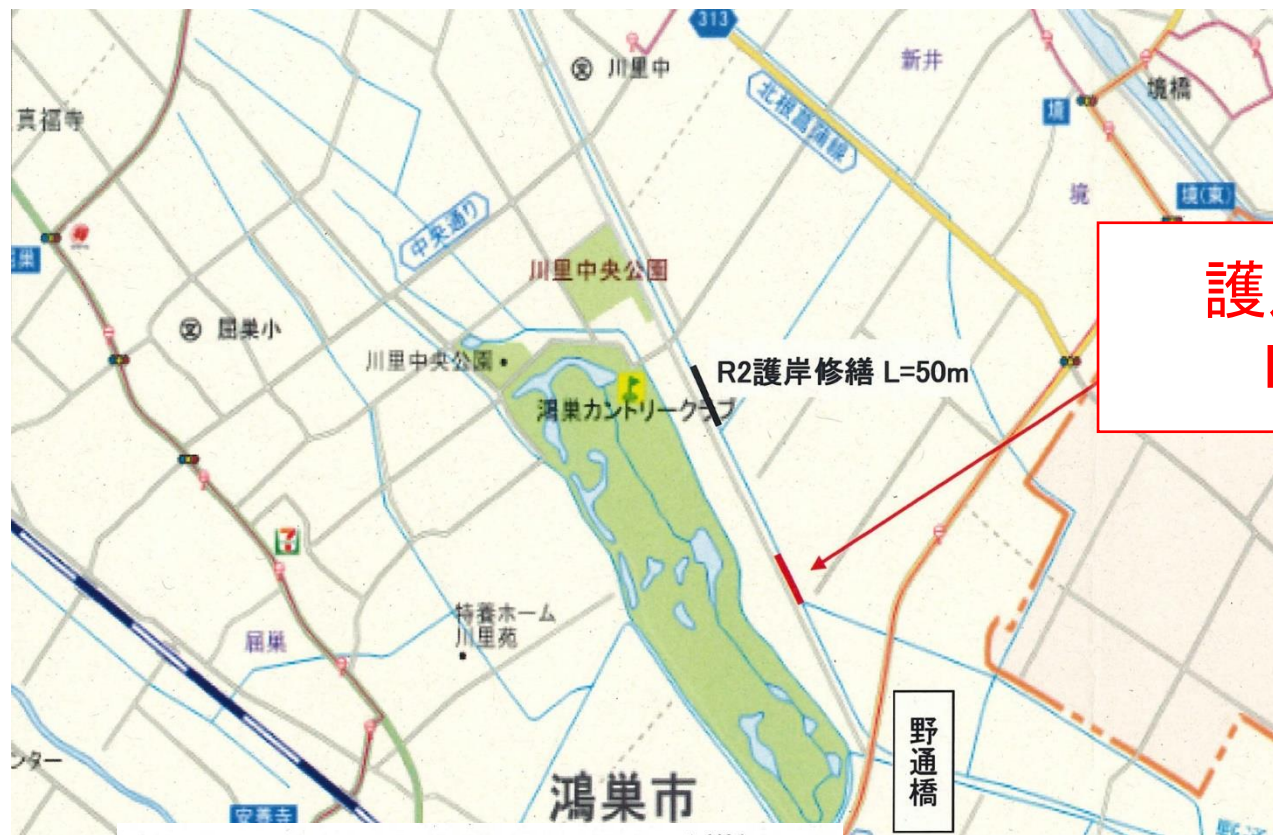 313
川里中
新井
境橋
真福寺
北根菖蒲線
境
境
境(東)
中央通り
川里中央公園
屈巣小
川里中央公園
R2護岸修繕 L=50m
鴻巣カントリークラブ
護
7
特養ホーム
川里苑
屈巣
野通橋
ンター
鴻巣市
安養寺